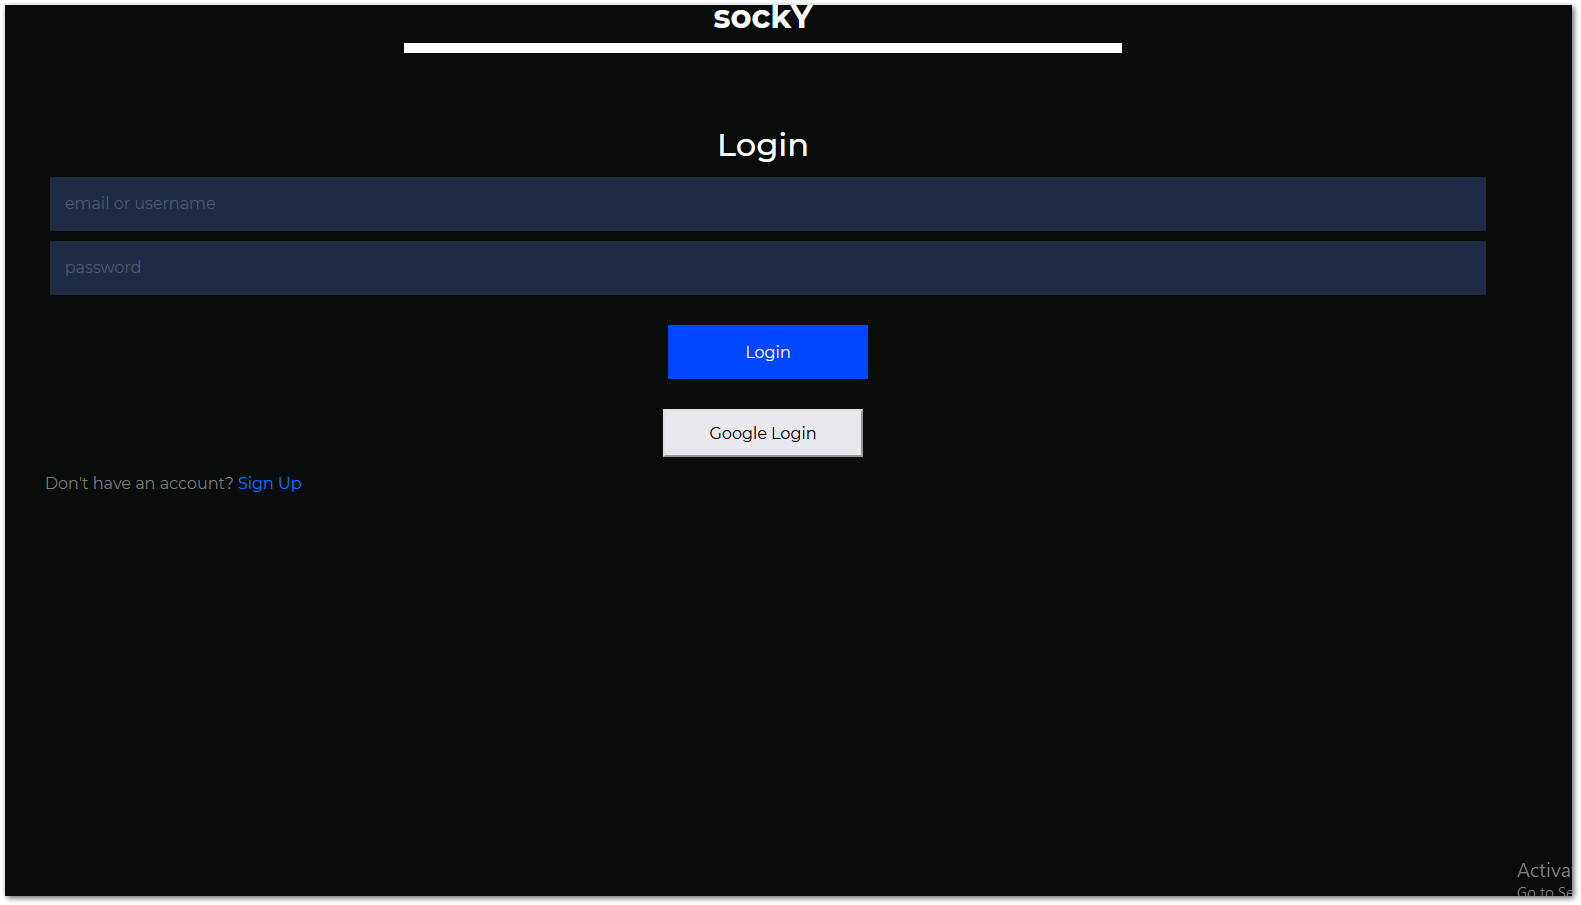 sockY
Login
email or username
password
Login
Google Login
Don't have an account? Sign Up
Activa
Go to Se